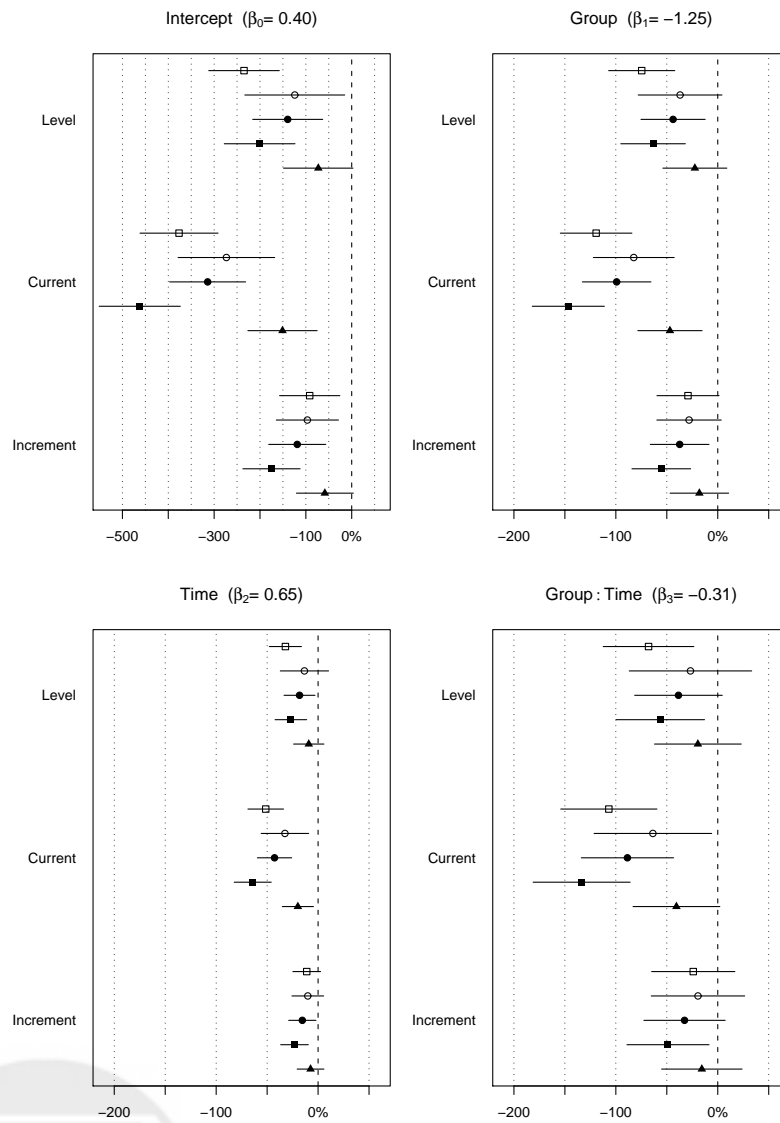 Intercept (β0= 0.40)
Level
Current
Increment
−500 −300 −100 0%
Group (β1= −1.25)
Level
Current
Increment
−200 −100 0%
Time (β2= 0.65)
Level
Current
Increment
−200 −100 0%
Group : Time (β3= −0.31)
Level
Current
Increment
−200 −100 0%